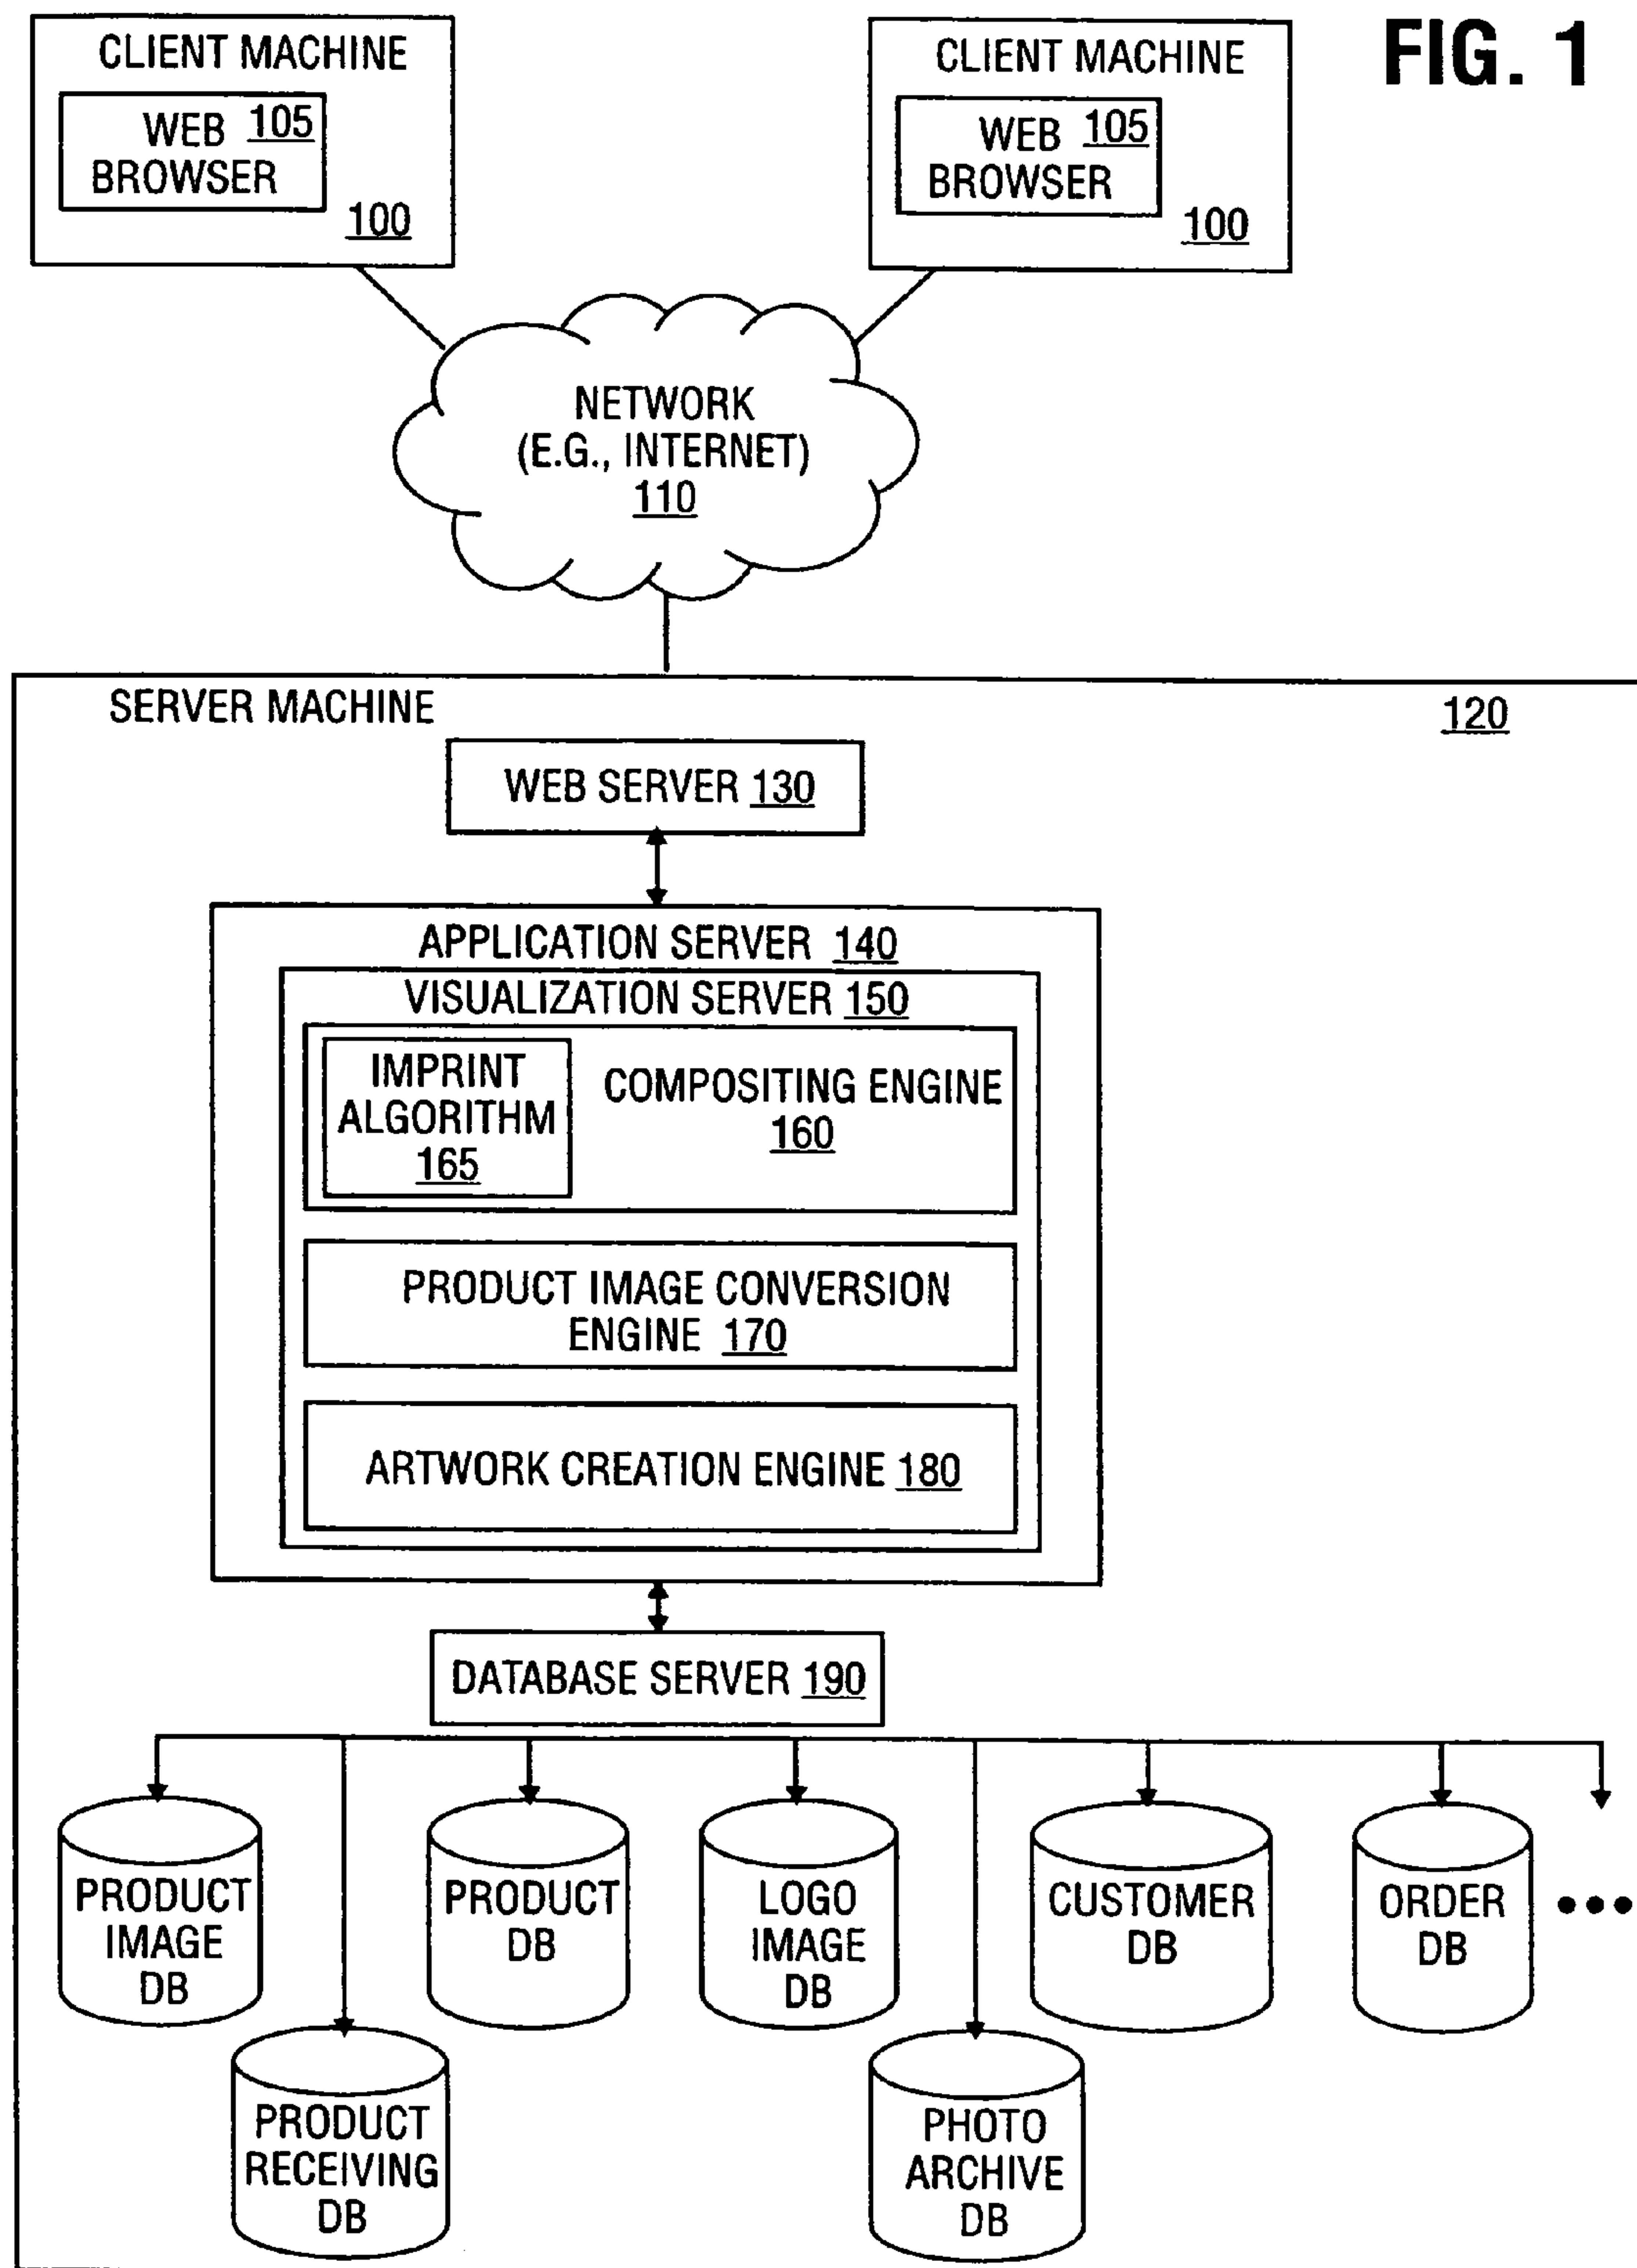 FIG. 1
CLIENT MACHINE
WEB 105
BROWSER
100
CLIENT MACHINE
WEB 105
BROWSER
100
NETWORK
(E.G., INTERNET)
110
SERVER MACHINE
120
WEB SERVER 130
APPLICATION SERVER 140
VISUALIZATION SERVER 150
IMPRINT
ALGORITHM
165
COMPOSITING ENGINE
160
PRODUCT IMAGE CONVERSION
ENGINE 170
ARTWORK CREATION ENGINE 180
DATABASE SERVER 190
PRODUCT
IMAGE
DB
PRODUCT
DB
LOGO
IMAGE
DB
CUSTOMER
DB
ORDER
DB
•••
PRODUCT
RECEIVING
DB
PHOTO
ARCHIVE
DB